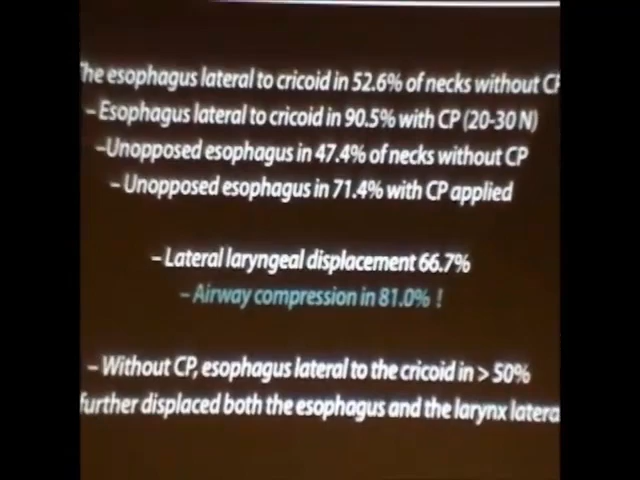 The esophagus lateral to cricoid in 52.6% of necks without CP
– Esophagus lateral to cricoid in 90.5% with CP (20-30 N)
–Unopposed esophagus in 47.4% of necks without CP
– Unopposed esophagus in 71.4% with CP applied
– Lateral laryngeal displacement 66.7%
– Airway compression in 81.0% !
– Without CP, esophagus lateral to the cricoid in > 50%
further displaced both the esophagus and the larynx latera